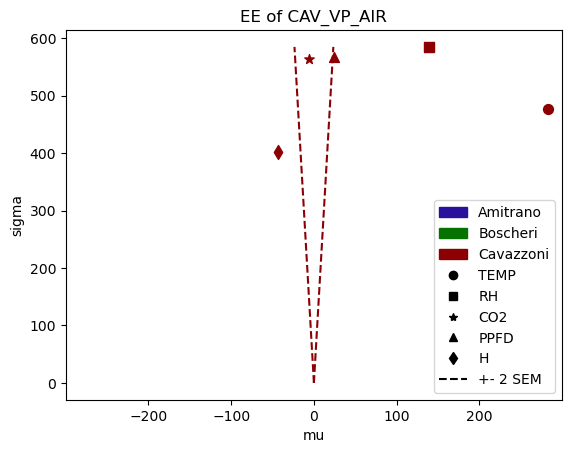 EE of CAV_VP_AIR
600
500
400
300
200
100
0
sigma
−200
−100
0
100
200
mu
Amitrano
Boscheri
Cavazzoni
TEMP
RH
CO2
PPFD
H
+- 2 SEM